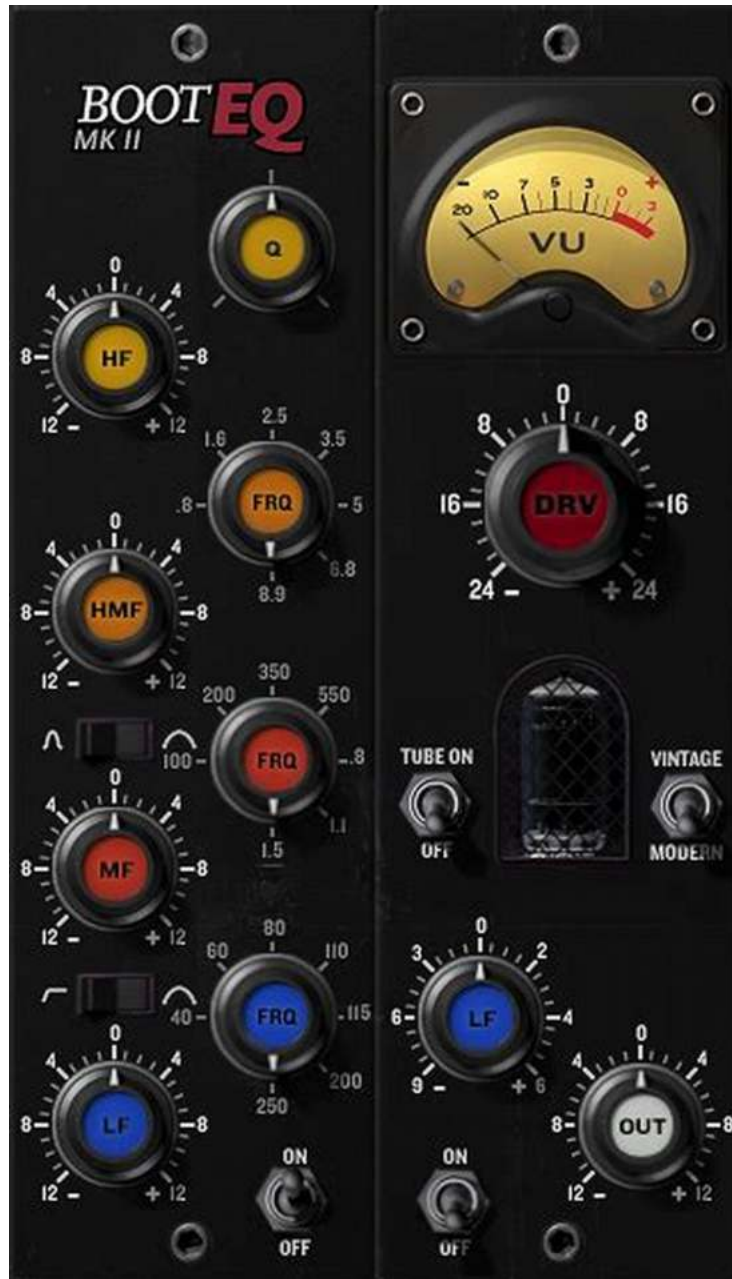 BOOT EQ
MK II
Q
0
4 4
HF
8 8
12 - + 12
2.5
1.6 3.5
.8 FRQ 5
6.8
8.9
0
4 4
HMF
8 8
12 - + 12
350
200 550
100 FRQ .8
1.1
1.5
0
4 4
MF
8 8
12 - + 12
80
60 110
40 FRQ 115
200
250
0
4 4
LF
8 8
12 - + 12
ON
OFF
- 20 10 7 5 3 0 3 +
VU
0
8 8
DRV
16 16
24 - + 24
TUBE ON
OFF
VINTAGE
MODERN
0
3 2
6 LF 4
9 - + 6
0
4 4
8 OUT 8
12 - + 12
ON
OFF